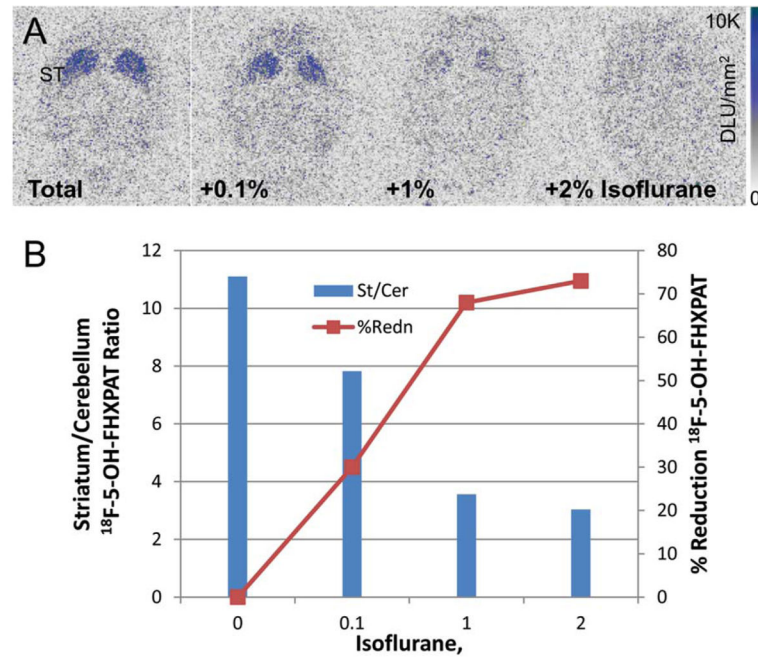 A
ST
Total
+0.1%
+1%
+2% Isoflurane
10K
DLU/mm²
0
B
12
10
8
6
4
2
0
Striatum/Cerebellum
¹⁸F-5-OH-FHXPAT Ratio
St/Cer
%Redn
80
70
60
50
40
30
20
10
0
% Reduction ¹⁸F-5-OH-FHXPAT
0 0.1 1 2
Isoflurane,